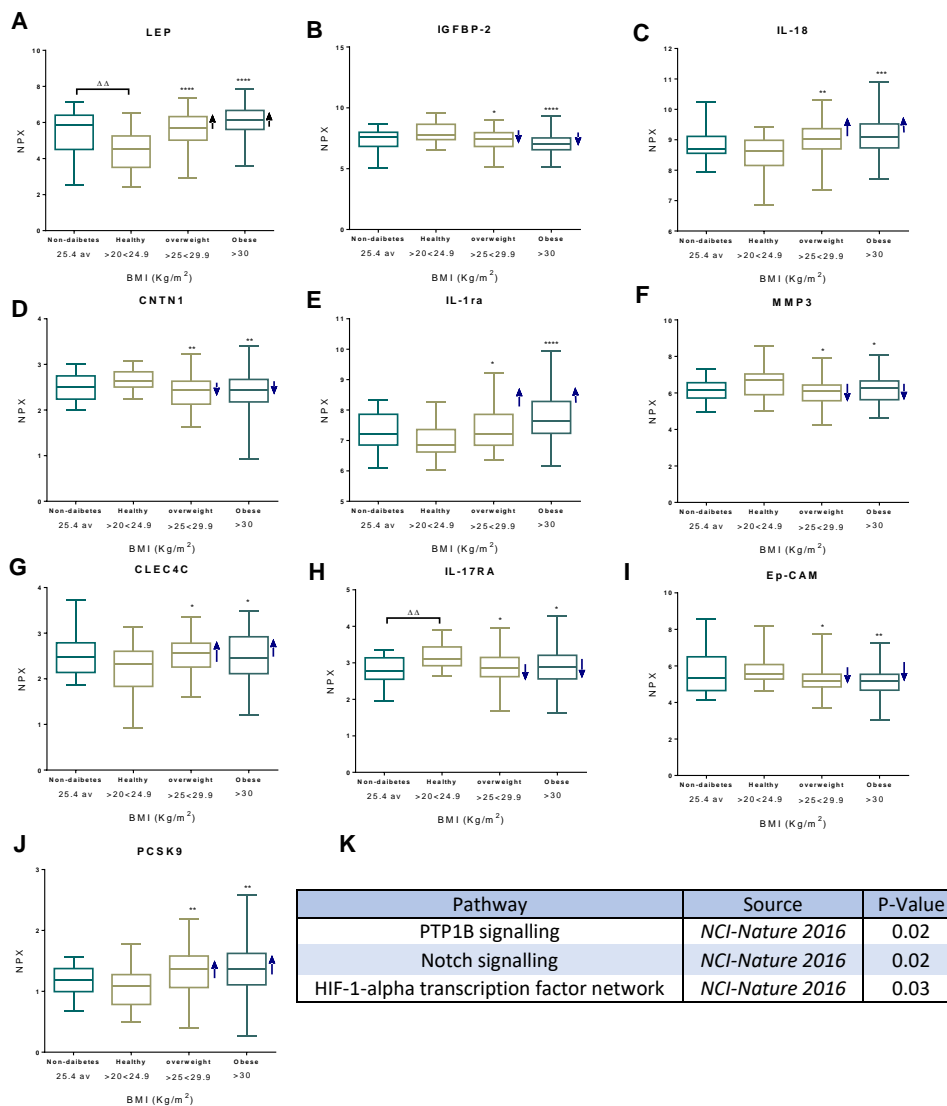 A
LEP
10
8
6
4
2
0
NPX
Δ Δ
****
****
Non-daibetes Healthy overweight Obese
25.4 av >20<24.9 >25<29.9 >30
BMI (Kg/m²)
B
IGFBP-2
15
10
5
0
NPX
*
****
Non-daibetes Healthy overweight Obese
25.4 av >20<24.9 >25<29.9 >30
BMI (Kg/m²)
C
IL-18
12
11
10
9
8
7
6
NPX
**
***
Non-daibetes Healthy overweight Obese
25.4 av >20<24.9 >25<29.9 >30
BMI (Kg/m²)
D
CNTN1
4
3
2
1
0
NPX
**
**
Non-daibetes Healthy overweight Obese
25.4 av >20<24.9 >25<29.9 >30
BMI (Kg/m²)
E
IL-1ra
11
10
9
8
7
6
5
NPX
*
****
Non-daibetes Healthy overweight Obese
25.4 av >20<24.9 >25<29.9 >30
BMI (Kg/m²)
F
MMP3
10
8
6
4
2
0
NPX
*
*
Non-daibetes Healthy overweight Obese
25.4 av >20<24.9 >25<29.9 >30
BMI (Kg/m²)
G
CLEC4C
4
3
2
1
0
NPX
*
*
Non-daibetes Healthy overweight Obese
25.4 av >20<24.9 >25<29.9 >30
BMI (Kg/m²)
H
IL-17RA
5
4
3
2
1
0
NPX
Δ Δ
*
*
Non-daibetes Healthy overweight Obese
25.4 av >20<24.9 >25<29.9 >30
BMI (Kg/m²)
I
Ep-CAM
10
8
6
4
2
0
NPX
*
**
Non-daibetes Healthy overweight Obese
25.4 av >20<24.9 >25<29.9 >30
BMI (Kg/m²)
J
PCSK9
3
2
1
0
NPX
**
**
Non-daibetes Healthy overweight Obese
25.4 av >20<24.9 >25<29.9 >30
BMI (Kg/m²)
K
Pathway Source P-Value
PTP1B signalling NCI-Nature 2016 0.02
Notch signalling NCI-Nature 2016 0.02
HIF-1-alpha transcription factor network NCI-Nature 2016 0.03